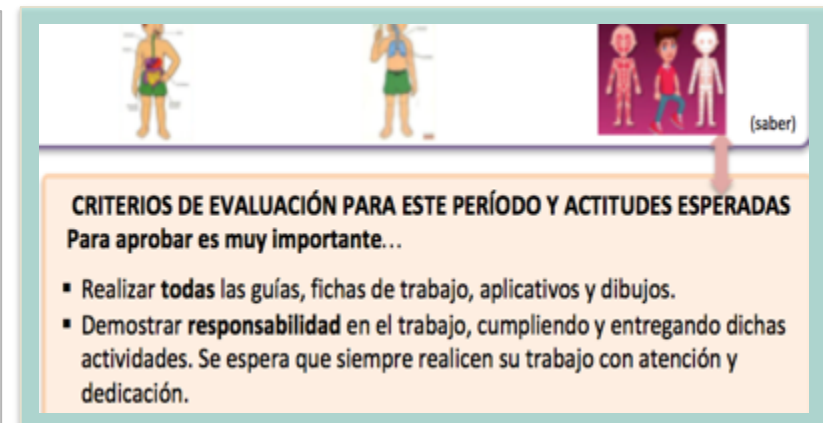 (saber)
CRITERIOS DE EVALUACIÓN PARA ESTE PERÍODO Y ACTITUDES ESPERADAS
Para aprobar es muy importante…
▪ Realizar todas las guías, fichas de trabajo, aplicativos y dibujos.
▪ Demostrar responsabilidad en el trabajo, cumpliendo y entregando dichas
actividades. Se espera que siempre realicen su trabajo con atención y
dedicación.